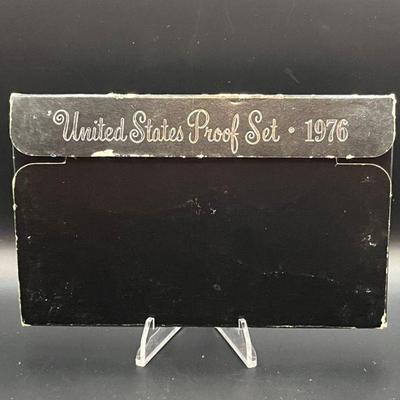 United States Proof Set · 1976